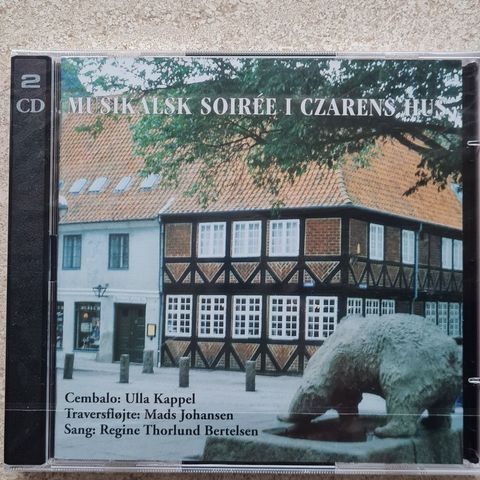 2
CD
MUSIKALSK SOIRÉE I CZARENS HUS
Cembalo: Ulla Kappel
Traversfløjte: Mads Johansen
Sang: Regine Thorlund Bertelsen